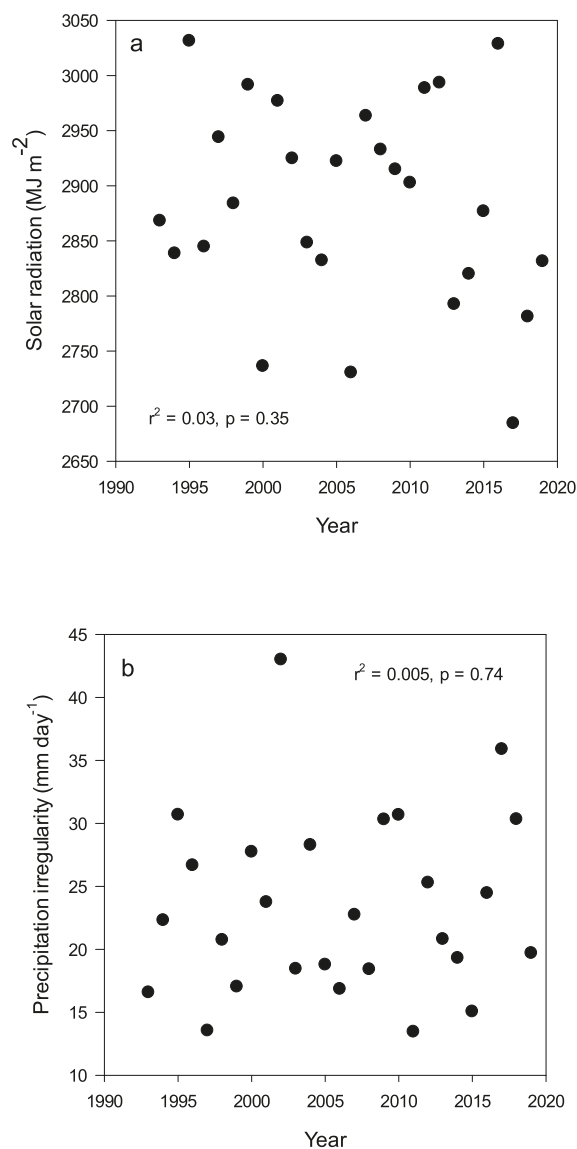 3050
a
3000
2950
2900
2850
2800
2750
2700
2650
Solar radiation (MJ m-2)
r2 = 0.03, p = 0.35
1990 1995 2000 2005 2010 2015 2020
Year
45
b
r2 = 0.005, p = 0.74
40
35
30
25
20
15
10
Precipitation irregularity (mm day-1)
1990 1995 2000 2005 2010 2015 2020
Year